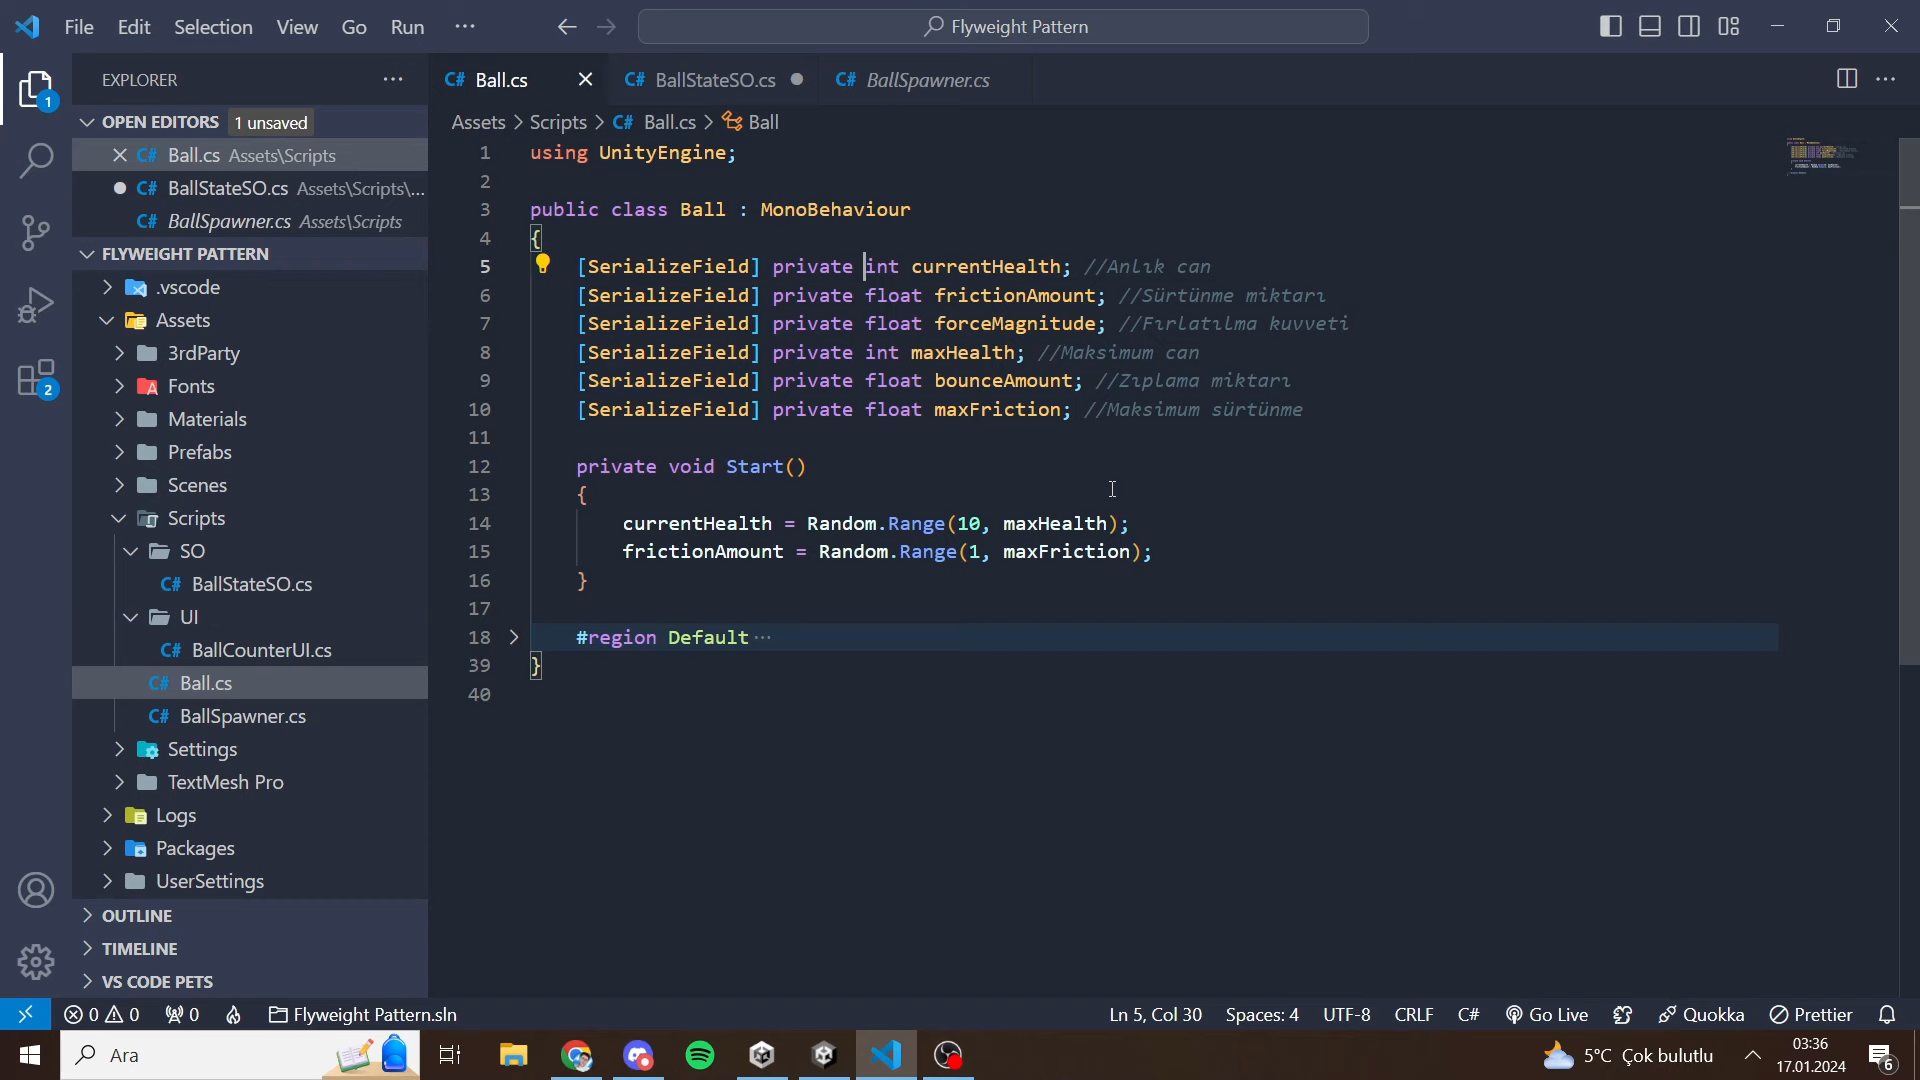 File Edit Selection View Go Run ···
Flyweight Pattern
EXPLORER
OPEN EDITORS 1 unsaved
Ball.cs Assets\Scripts
BallStateSO.cs Assets\Scripts\...
BallSpawner.cs Assets\Scripts
FLYWEIGHT PATTERN
.vscode
Assets
3rdParty
Fonts
Materials
Prefabs
Scenes
Scripts
SO
C# BallStateSO.cs
UI
C# BallCounterUI.cs
C# Ball.cs
C# BallSpawner.cs
Settings
TextMesh Pro
Logs
Packages
UserSettings
OUTLINE
TIMELINE
VS CODE PETS
1
2
C# Ball.cs C# BallStateSO.cs C# BallSpawner.cs
Assets > Scripts > C# Ball.cs > Ball
1 using UnityEngine;
2
3 public class Ball : MonoBehaviour
4 {
5 [SerializeField] private int currentHealth; //Anlık can
6 [SerializeField] private float frictionAmount; //Sürtünme miktarı
7 [SerializeField] private float forceMagnitude; //Fırlatılma kuvveti
8 [SerializeField] private int maxHealth; //Maksimum can
9 [SerializeField] private float bounceAmount; //Zıplama miktarı
10 [SerializeField] private float maxFriction; //Maksimum sürtünme
11
12 private void Start()
13 {
14 currentHealth = Random.Range(10, maxHealth);
15 frictionAmount = Random.Range(1, maxFriction);
16 }
17
18 #region Default ···
39 }
40
0 0 0 Flyweight Pattern.sln Ln 5, Col 30 Spaces: 4 UTF-8 CRLF C# Go Live Quokka Prettier
Ara
5°C Çok bulutlu
03:36
17.01.2024
6